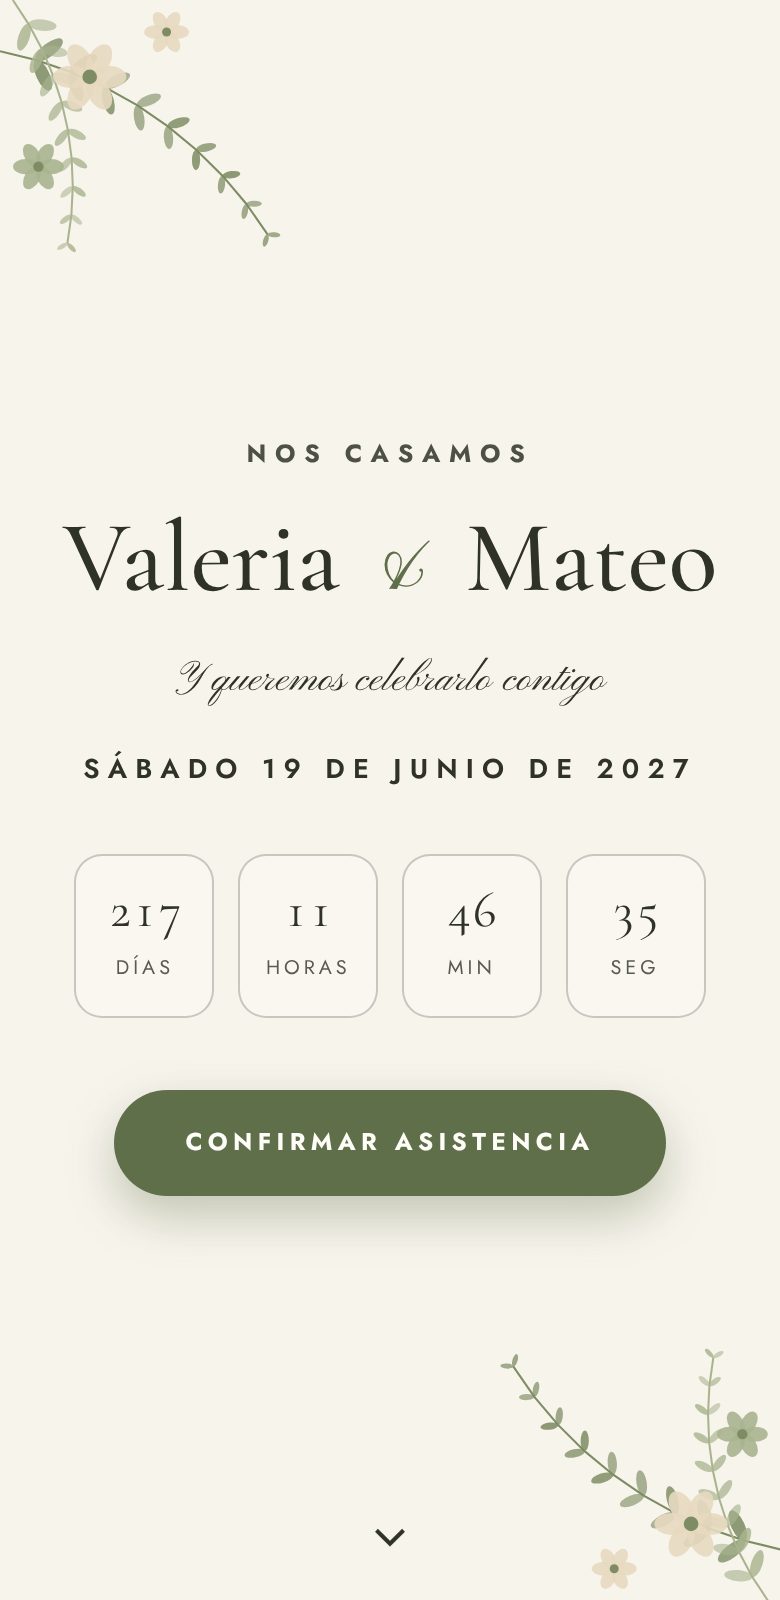 NOS CASAMOS
Valeria & Mateo
Y queremos celebrarlo contigo
SÁBADO 19 DE JUNIO DE 2027
217 11 46 35
DÍAS HORAS MIN SEG
CONFIRMAR ASISTENCIA